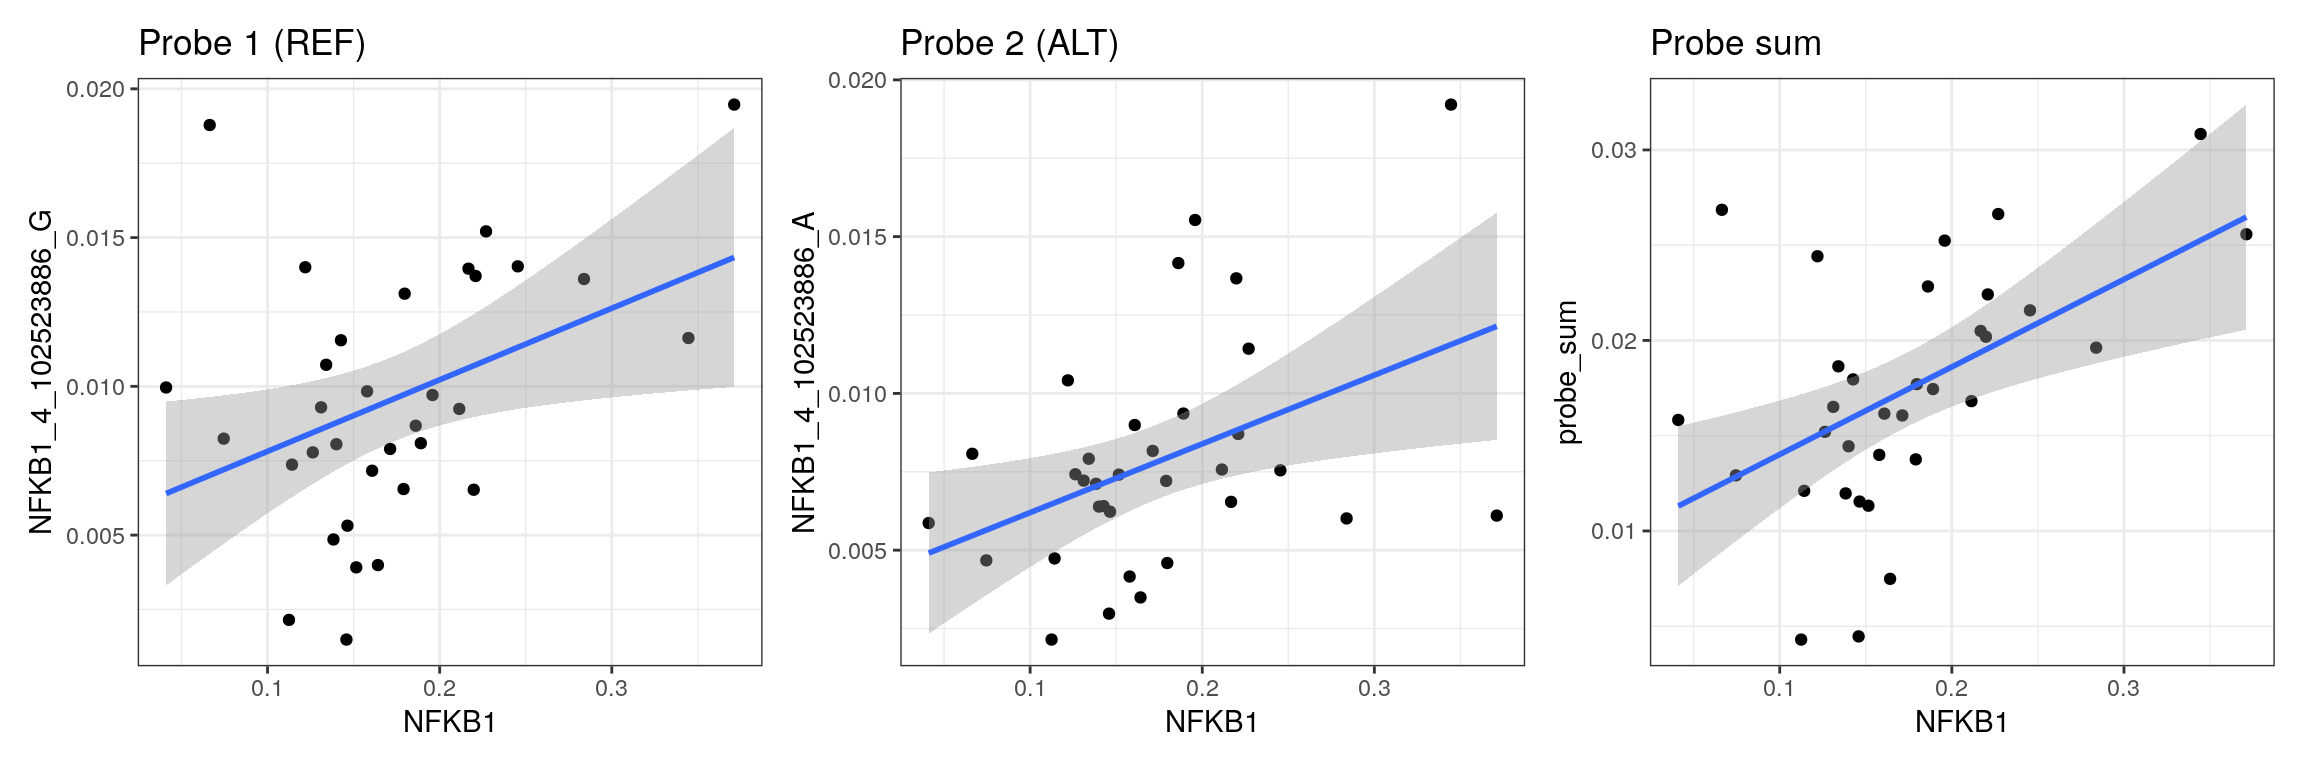 Probe 1 (REF)
NFKB1_4_102523886_G
0.020
0.015
0.010
0.005
0.1 0.2 0.3
NFKB1
Probe 2 (ALT)
NFKB1_4_102523886_A
0.020
0.015
0.010
0.005
0.1 0.2 0.3
NFKB1
Probe sum
probe_sum
0.03
0.02
0.01
0.1 0.2 0.3
NFKB1